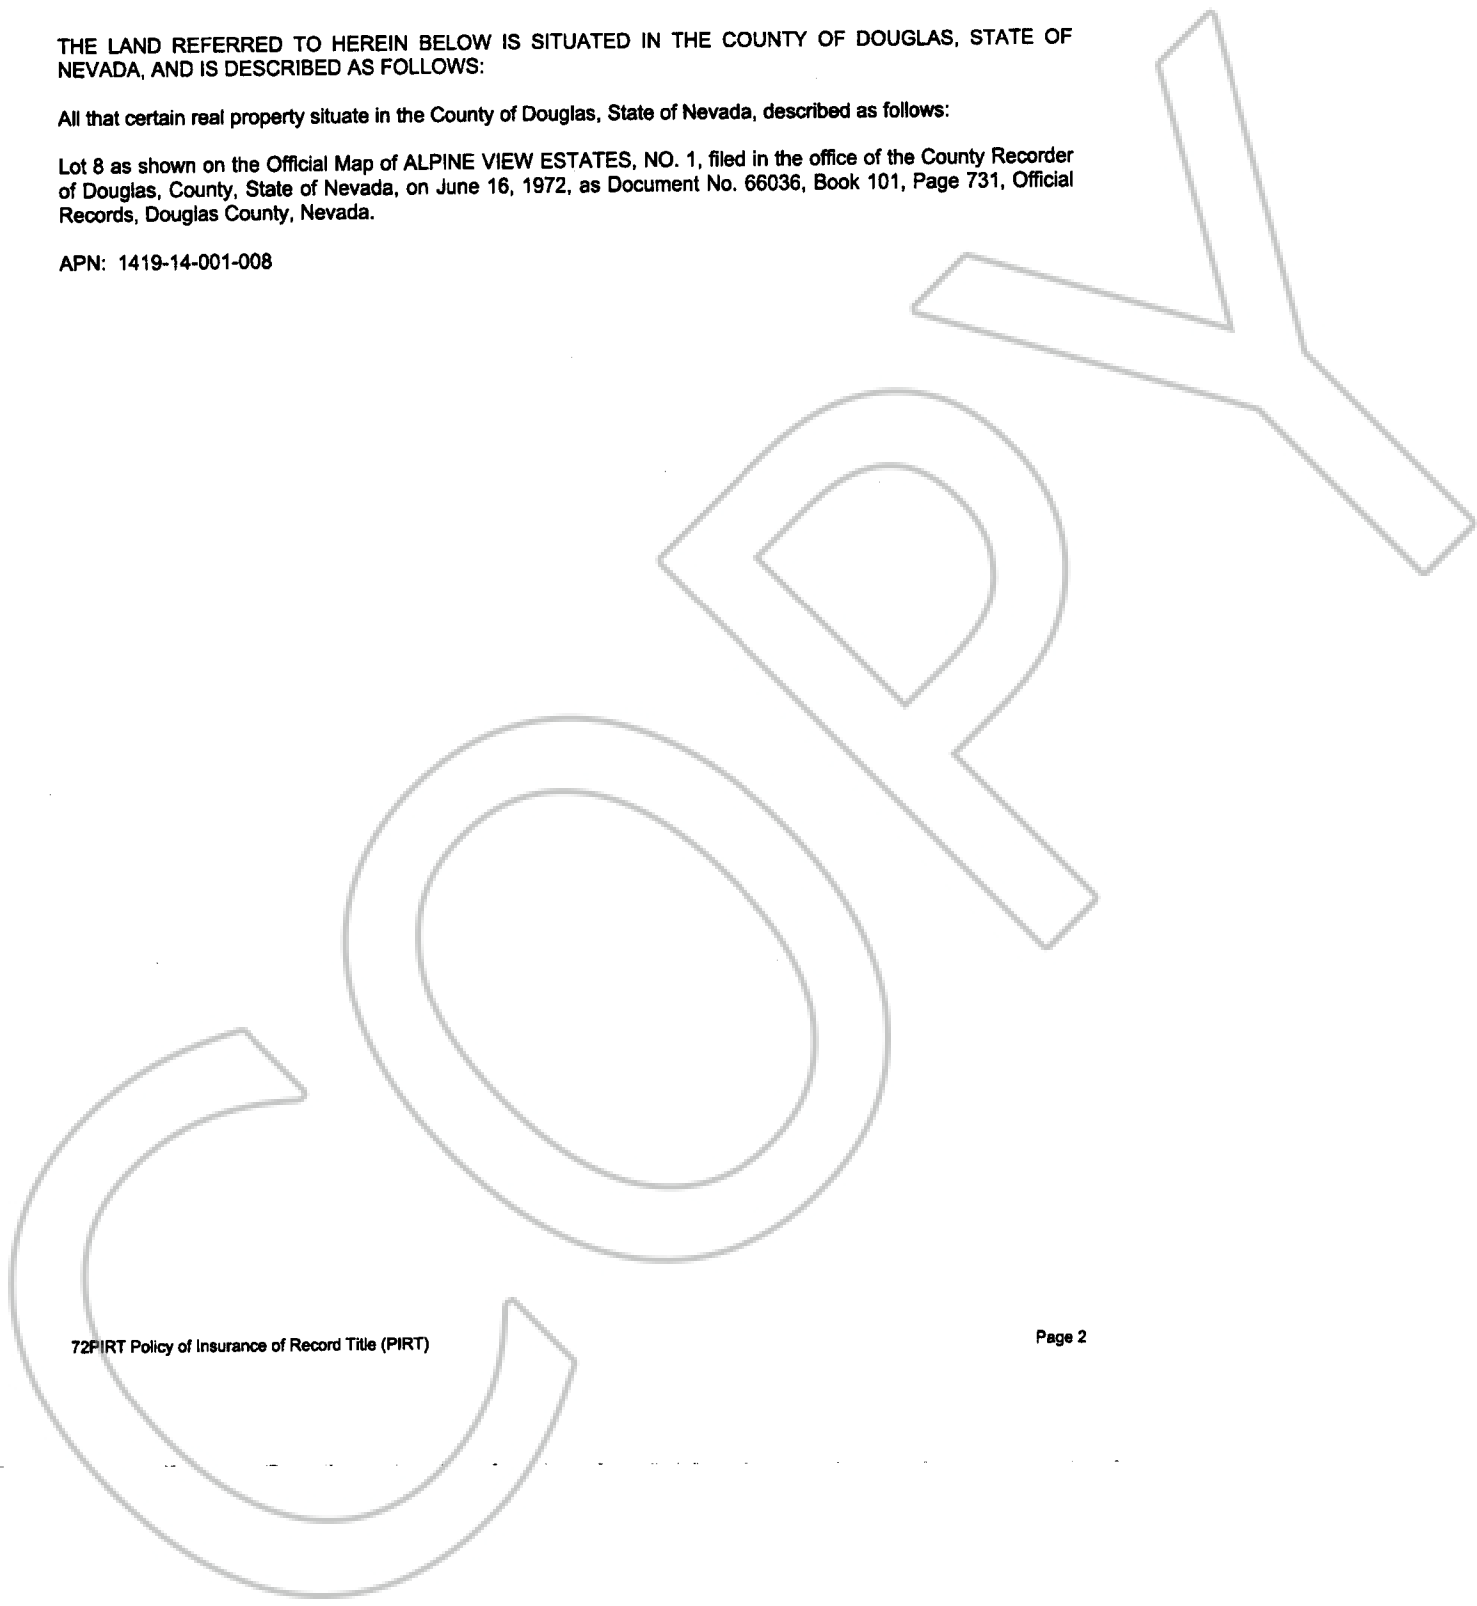 THE LAND REFERRED TO HEREIN BELOW IS SITUATED IN THE COUNTY OF DOUGLAS, STATE OF
NEVADA, AND IS DESCRIBED AS FOLLOWS:
All that certain real property situate in the County of Douglas, State of Nevada, described as follows:
Lot 8 as shown on the Official Map of ALPINE VIEW ESTATES, NO. 1, filed in the office of the County Recorder
of Douglas, County, State of Nevada, on June 16, 1972, as Document No. 66036, Book 101, Page 731, Official
Records, Douglas County, Nevada.
APN: 1419-14-001-008
COPY
72PIRT Policy of Insurance of Record Title (PIRT)
Page 2